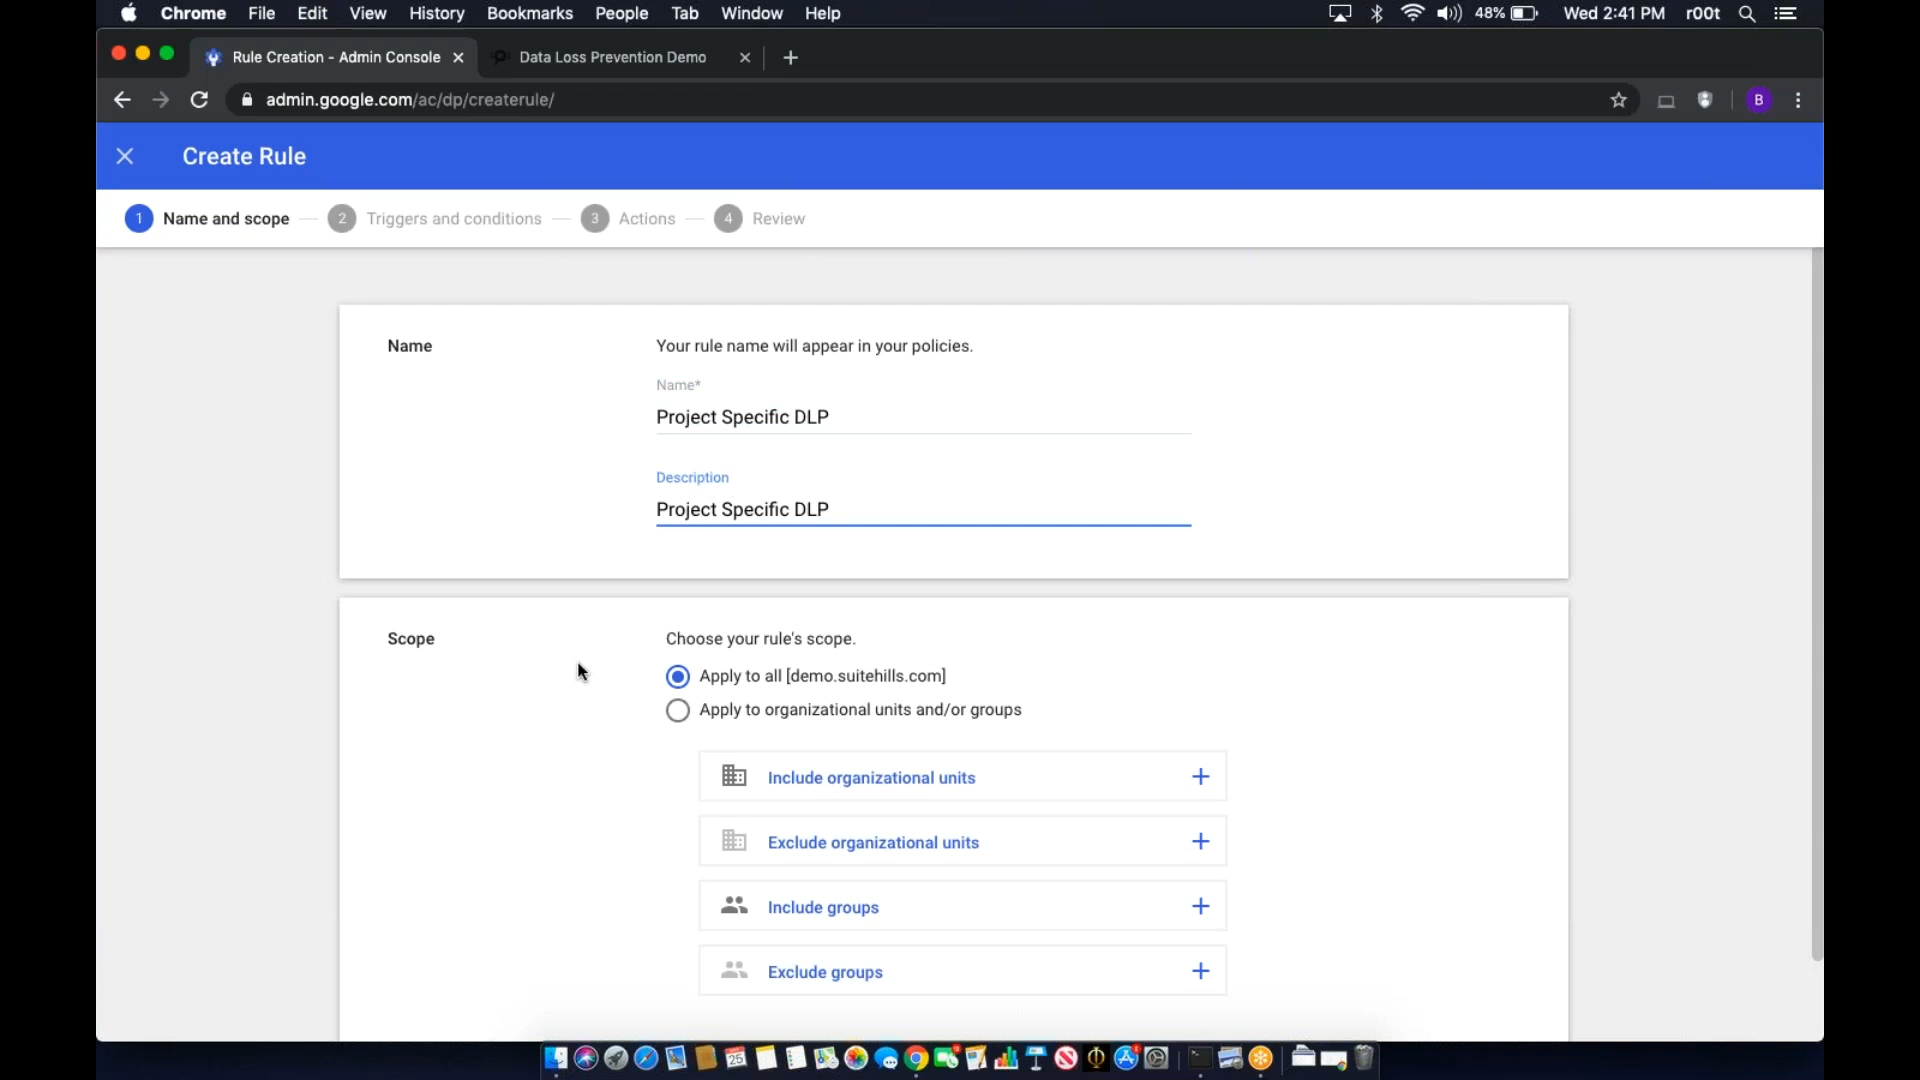 Chrome File Edit View History Bookmarks People Tab Window Help 48% Wed 2:41 PM r00t
Rule Creation - Admin Console Data Loss Prevention Demo
admin.google.com/ac/dp/createrule/ B
Create Rule
1 Name and scope 2 Triggers and conditions 3 Actions 4 Review
Name Your rule name will appear in your policies.
Name*
Project Specific DLP
Description
Project Specific DLP
Scope Choose your rule's scope.
Apply to all [demo.suitehills.com]
Apply to organizational units and/or groups
Include organizational units
Exclude organizational units
Include groups
Exclude groups
25